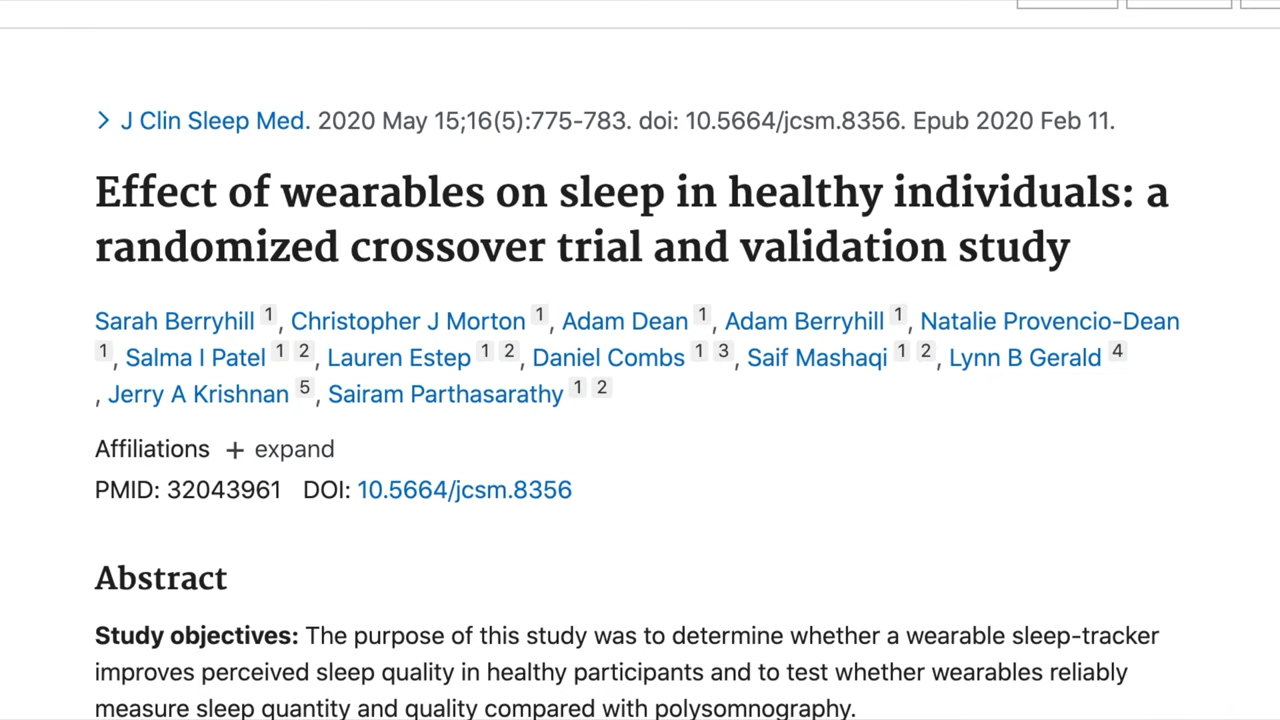 > J Clin Sleep Med. 2020 May 15;16(5):775-783. doi: 10.5664/jcsm.8356. Epub 2020 Feb 11.
Effect of wearables on sleep in healthy individuals: a
randomized crossover trial and validation study
Sarah Berryhill 1, Christopher J Morton 1, Adam Dean 1, Adam Berryhill 1, Natalie Provencio-Dean
1, Salma I Patel 1 2, Lauren Estep 1 2, Daniel Combs 1 3, Saif Mashaqi 1 2, Lynn B Gerald 4
, Jerry A Krishnan 5, Sairam Parthasarathy 1 2
Affiliations + expand
PMID: 32043961 DOI: 10.5664/jcsm.8356
Abstract
Study objectives: The purpose of this study was to determine whether a wearable sleep-tracker
improves perceived sleep quality in healthy participants and to test whether wearables reliably
measure sleep quantity and quality compared with polysomnography.